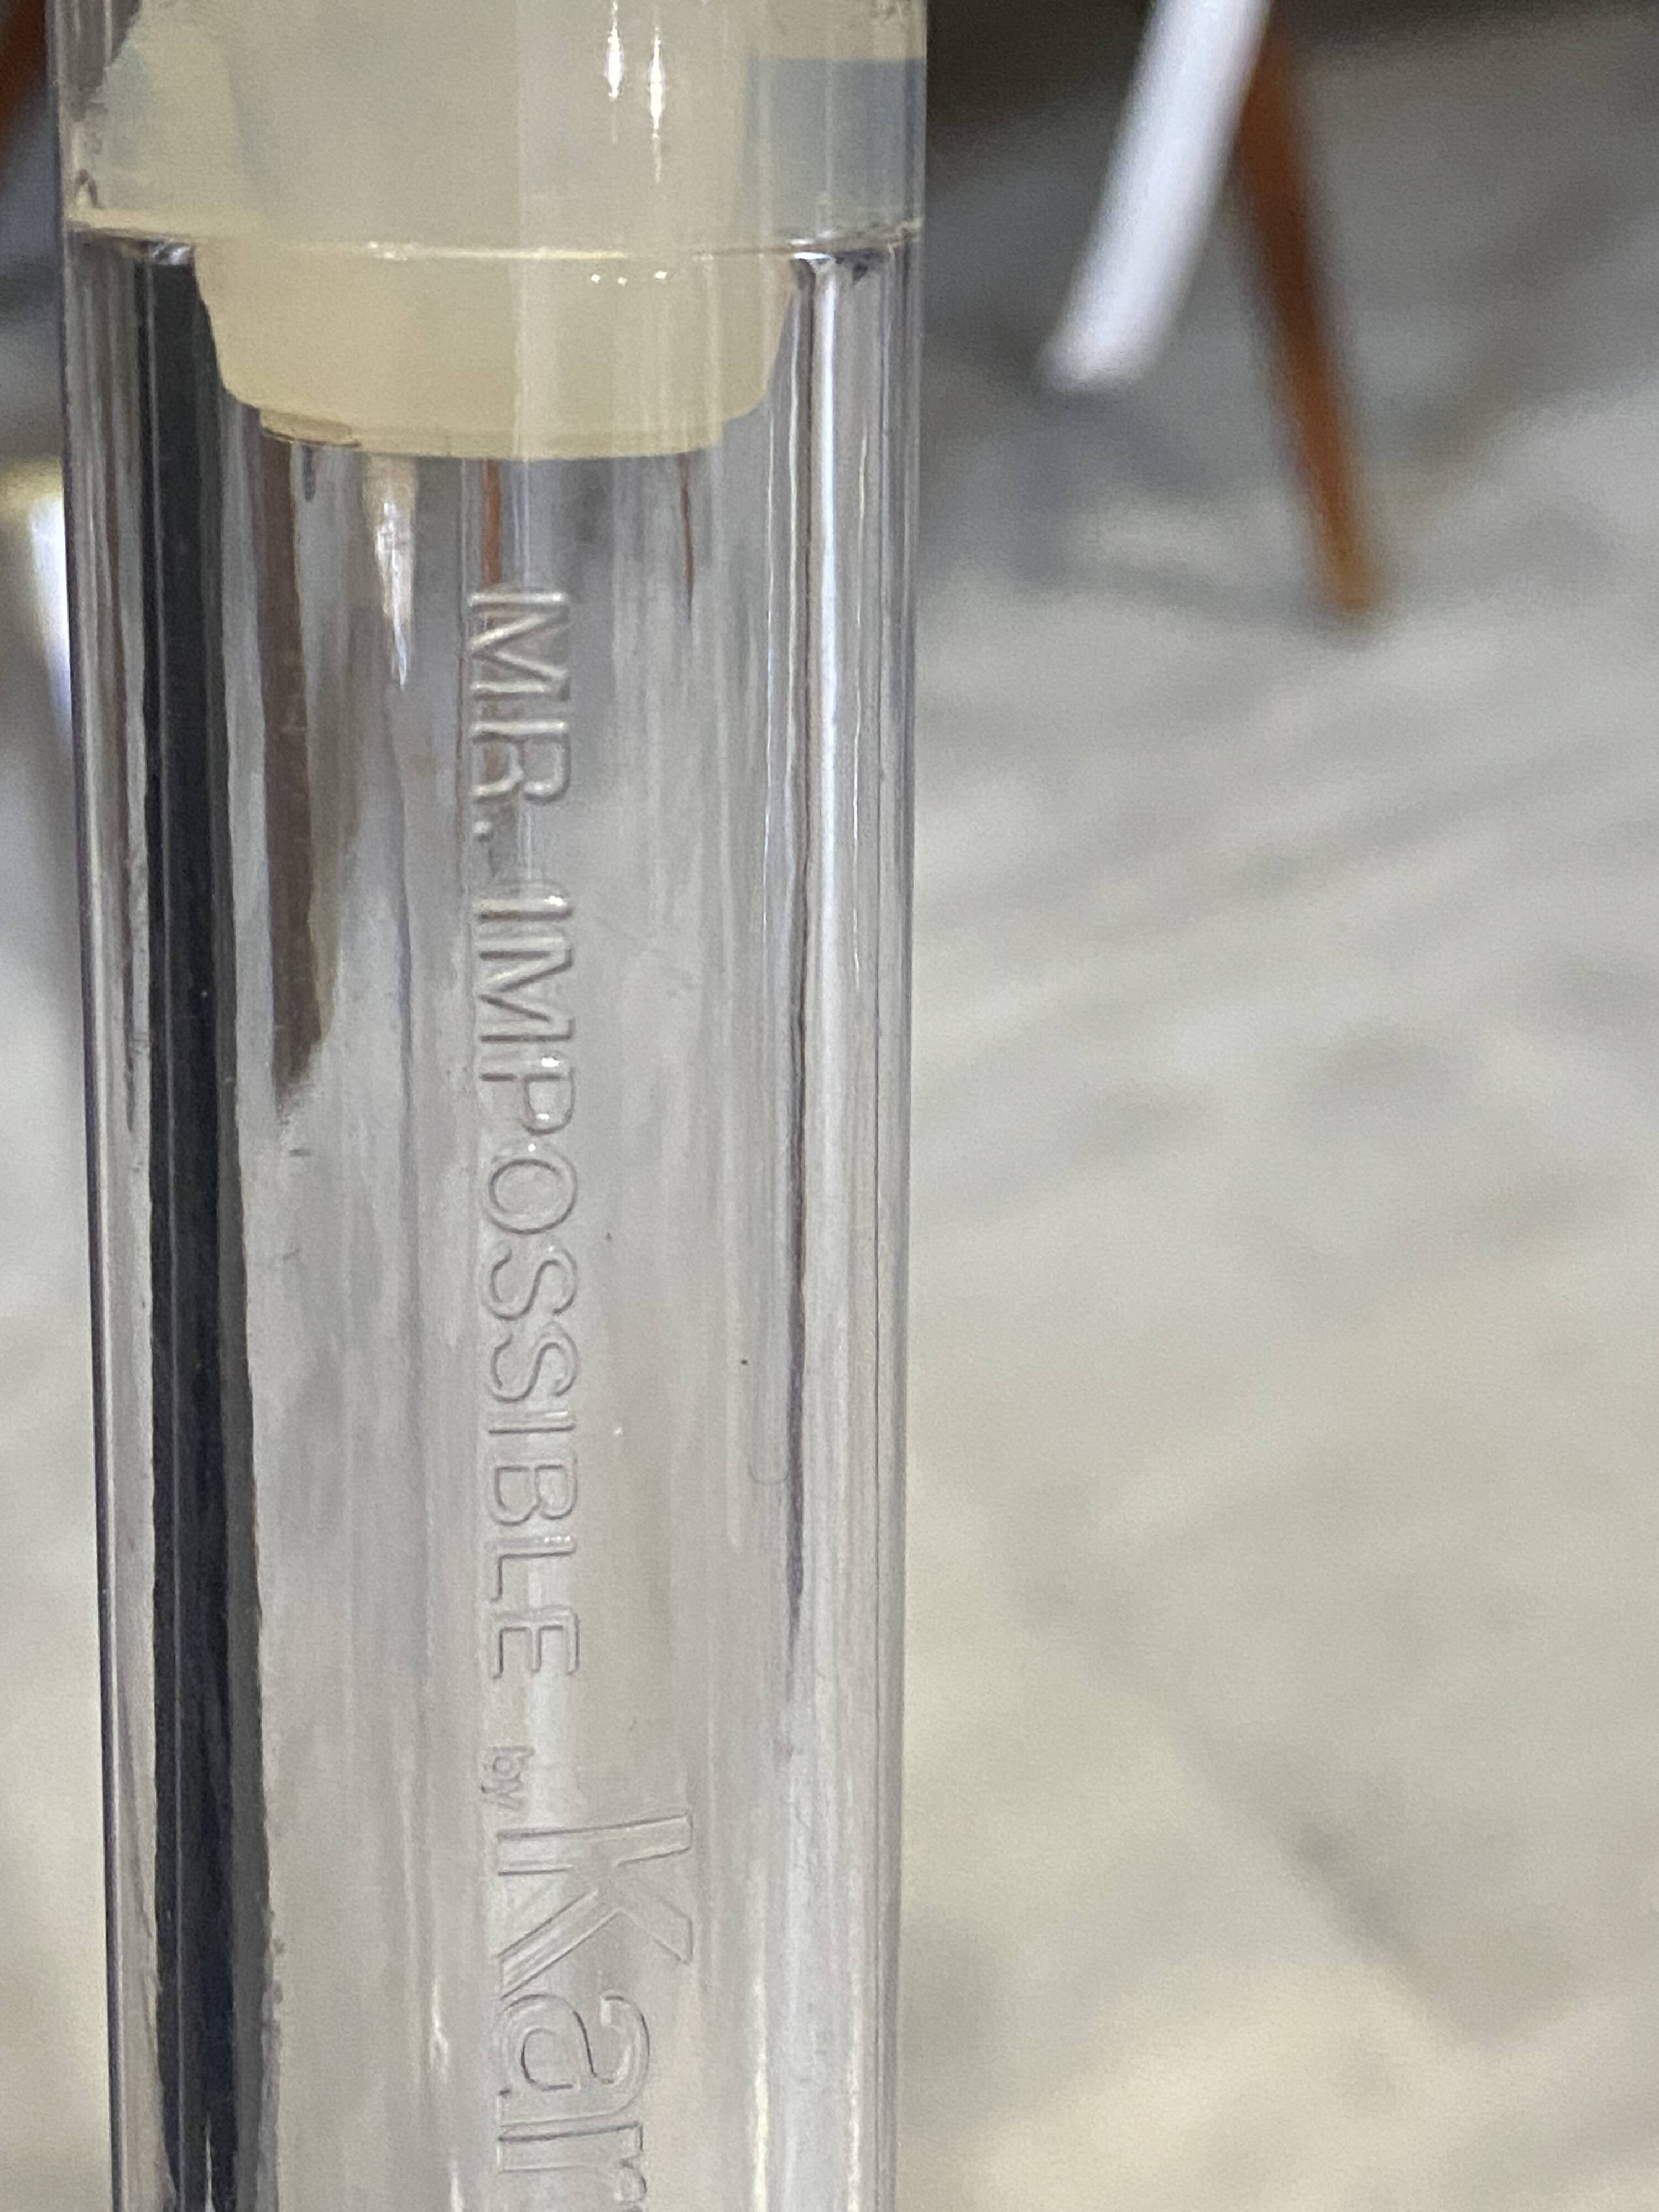 MR. IMPOSSIBLE by Kar